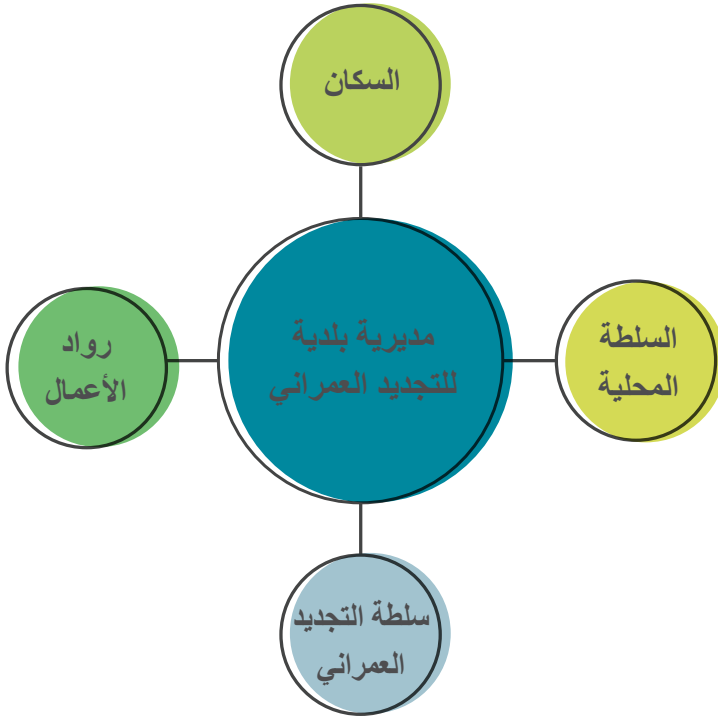 السكان
مديرية بلدية
للتجديد العمراني
السلطة
المحلية
رواد
الأعمال
سلطة التجديد
العمراني